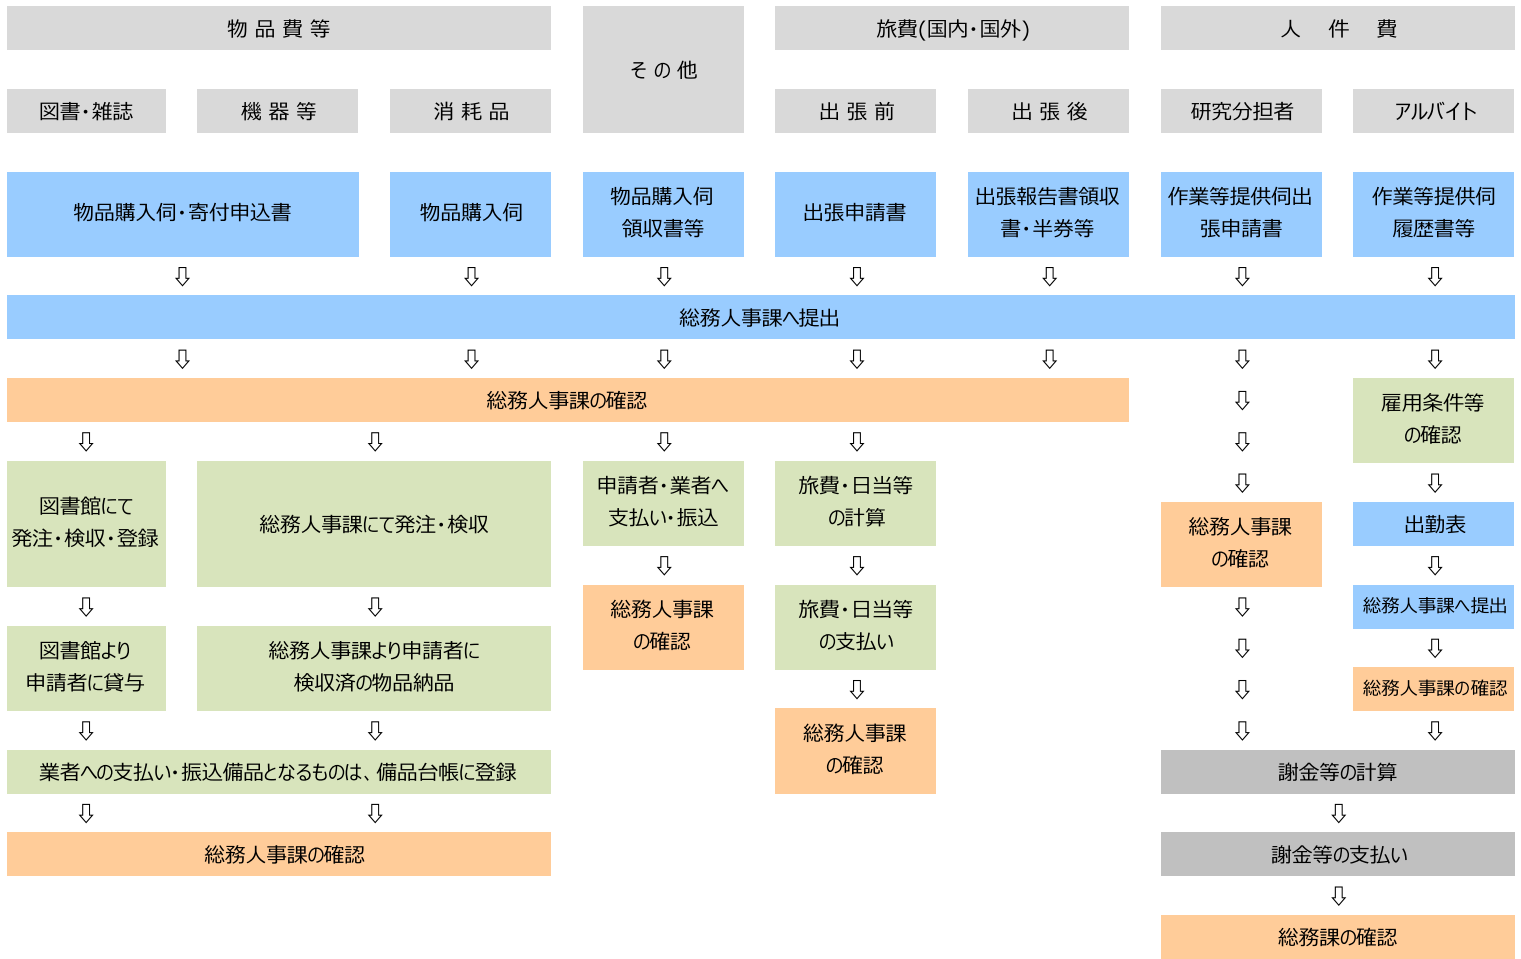 物 品 費 等
そ の 他
旅費(国内・国外)
人 件 費
図書・雑誌
機 器 等
消 耗 品
出 張 前
出 張 後
研究分担者
アルバイト
物品購入伺・寄付申込書
物品購入伺
物品購入伺
領収書等
出張申請書
出張報告書領収
書・半券等
作業等提供伺出
張申請書
作業等提供伺
履歴書等
⇩ ⇩ ⇩ ⇩ ⇩ ⇩ ⇩
総務人事課へ提出
⇩ ⇩ ⇩ ⇩ ⇩ ⇩ ⇩
総務人事課の確認
⇩
雇用条件等
の確認
⇩ ⇩ ⇩ ⇩ ⇩
図書館にて
発注・検収・登録
総務人事課にて発注・検収
申請者・業者へ
支払い・振込
旅費・日当等
の計算
⇩ ⇩
総務人事課
の確認
出勤表
⇩ ⇩ ⇩
総務人事課
の確認
旅費・日当等
の支払い
総務人事課へ提出
⇩ ⇩ ⇩
図書館より
申請者に貸与
総務人事課より申請者に
検収済の物品納品
⇩ ⇩
総務人事課の確認
⇩ ⇩
総務人事課
の確認
⇩ ⇩ ⇩ ⇩
業者への支払い・振込備品となるものは、備品台帳に登録
謝金等の計算
⇩ ⇩ ⇩
総務人事課の確認
謝金等の支払い
⇩
総務課の確認